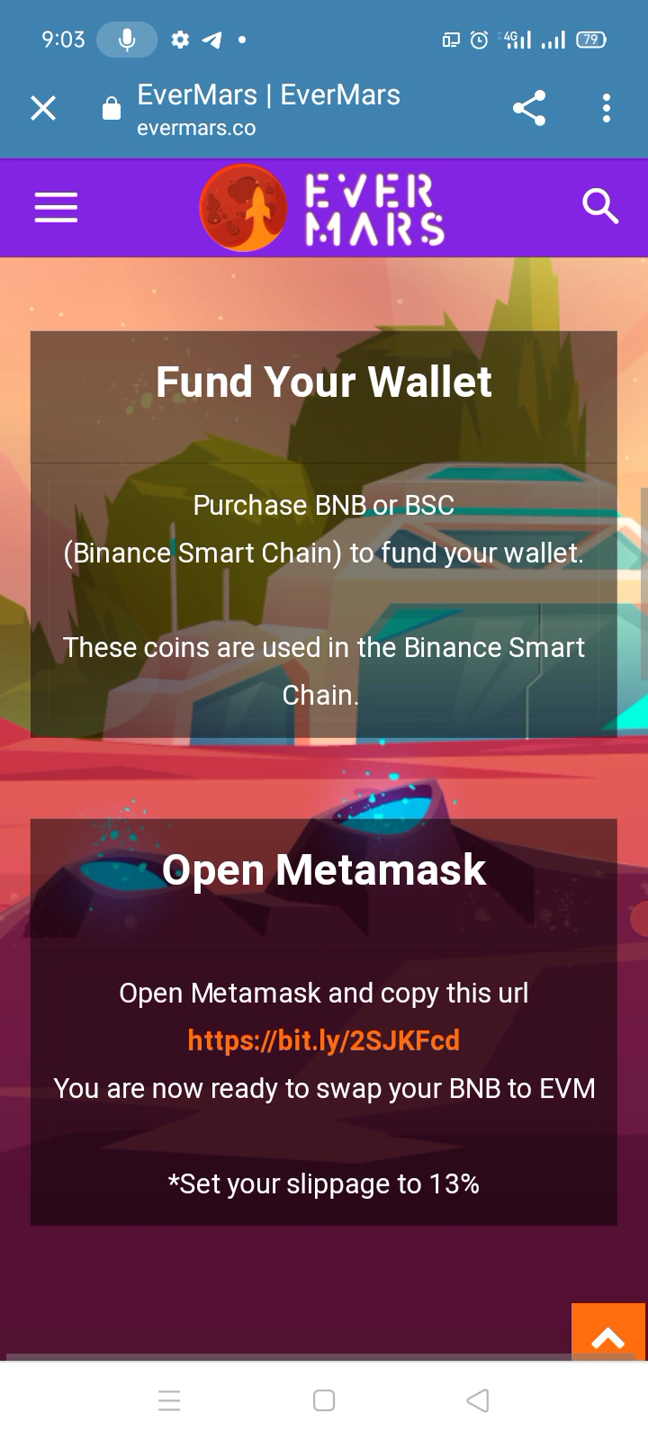 9:03
4G
79
EverMars | EverMars
evermars.co
EVER
MARS
Fund Your Wallet
Purchase BNB or BSC
(Binance Smart Chain) to fund your wallet.
These coins are used in the Binance Smart
Chain.
Open Metamask
Open Metamask and copy this url
https://bit.ly/2SJKFcd
You are now ready to swap your BNB to EVM
*Set your slippage to 13%